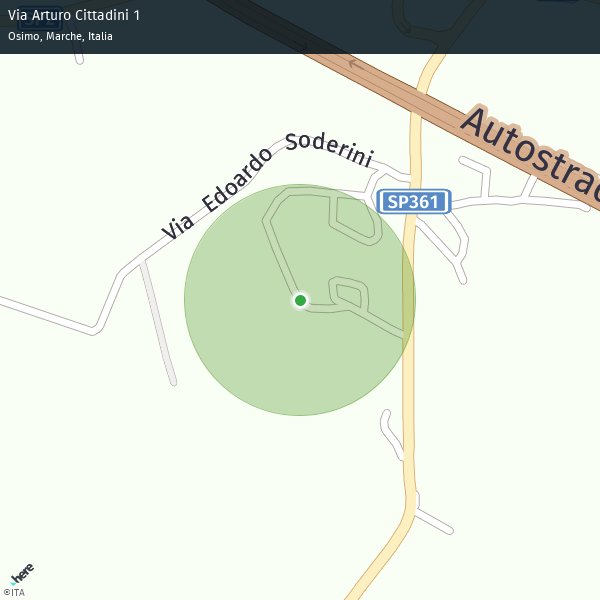 Via Arturo Cittadini 1
Osimo, Marche, Italia
Autostrad
Via Edoardo Soderini
SP361
here
©ITA